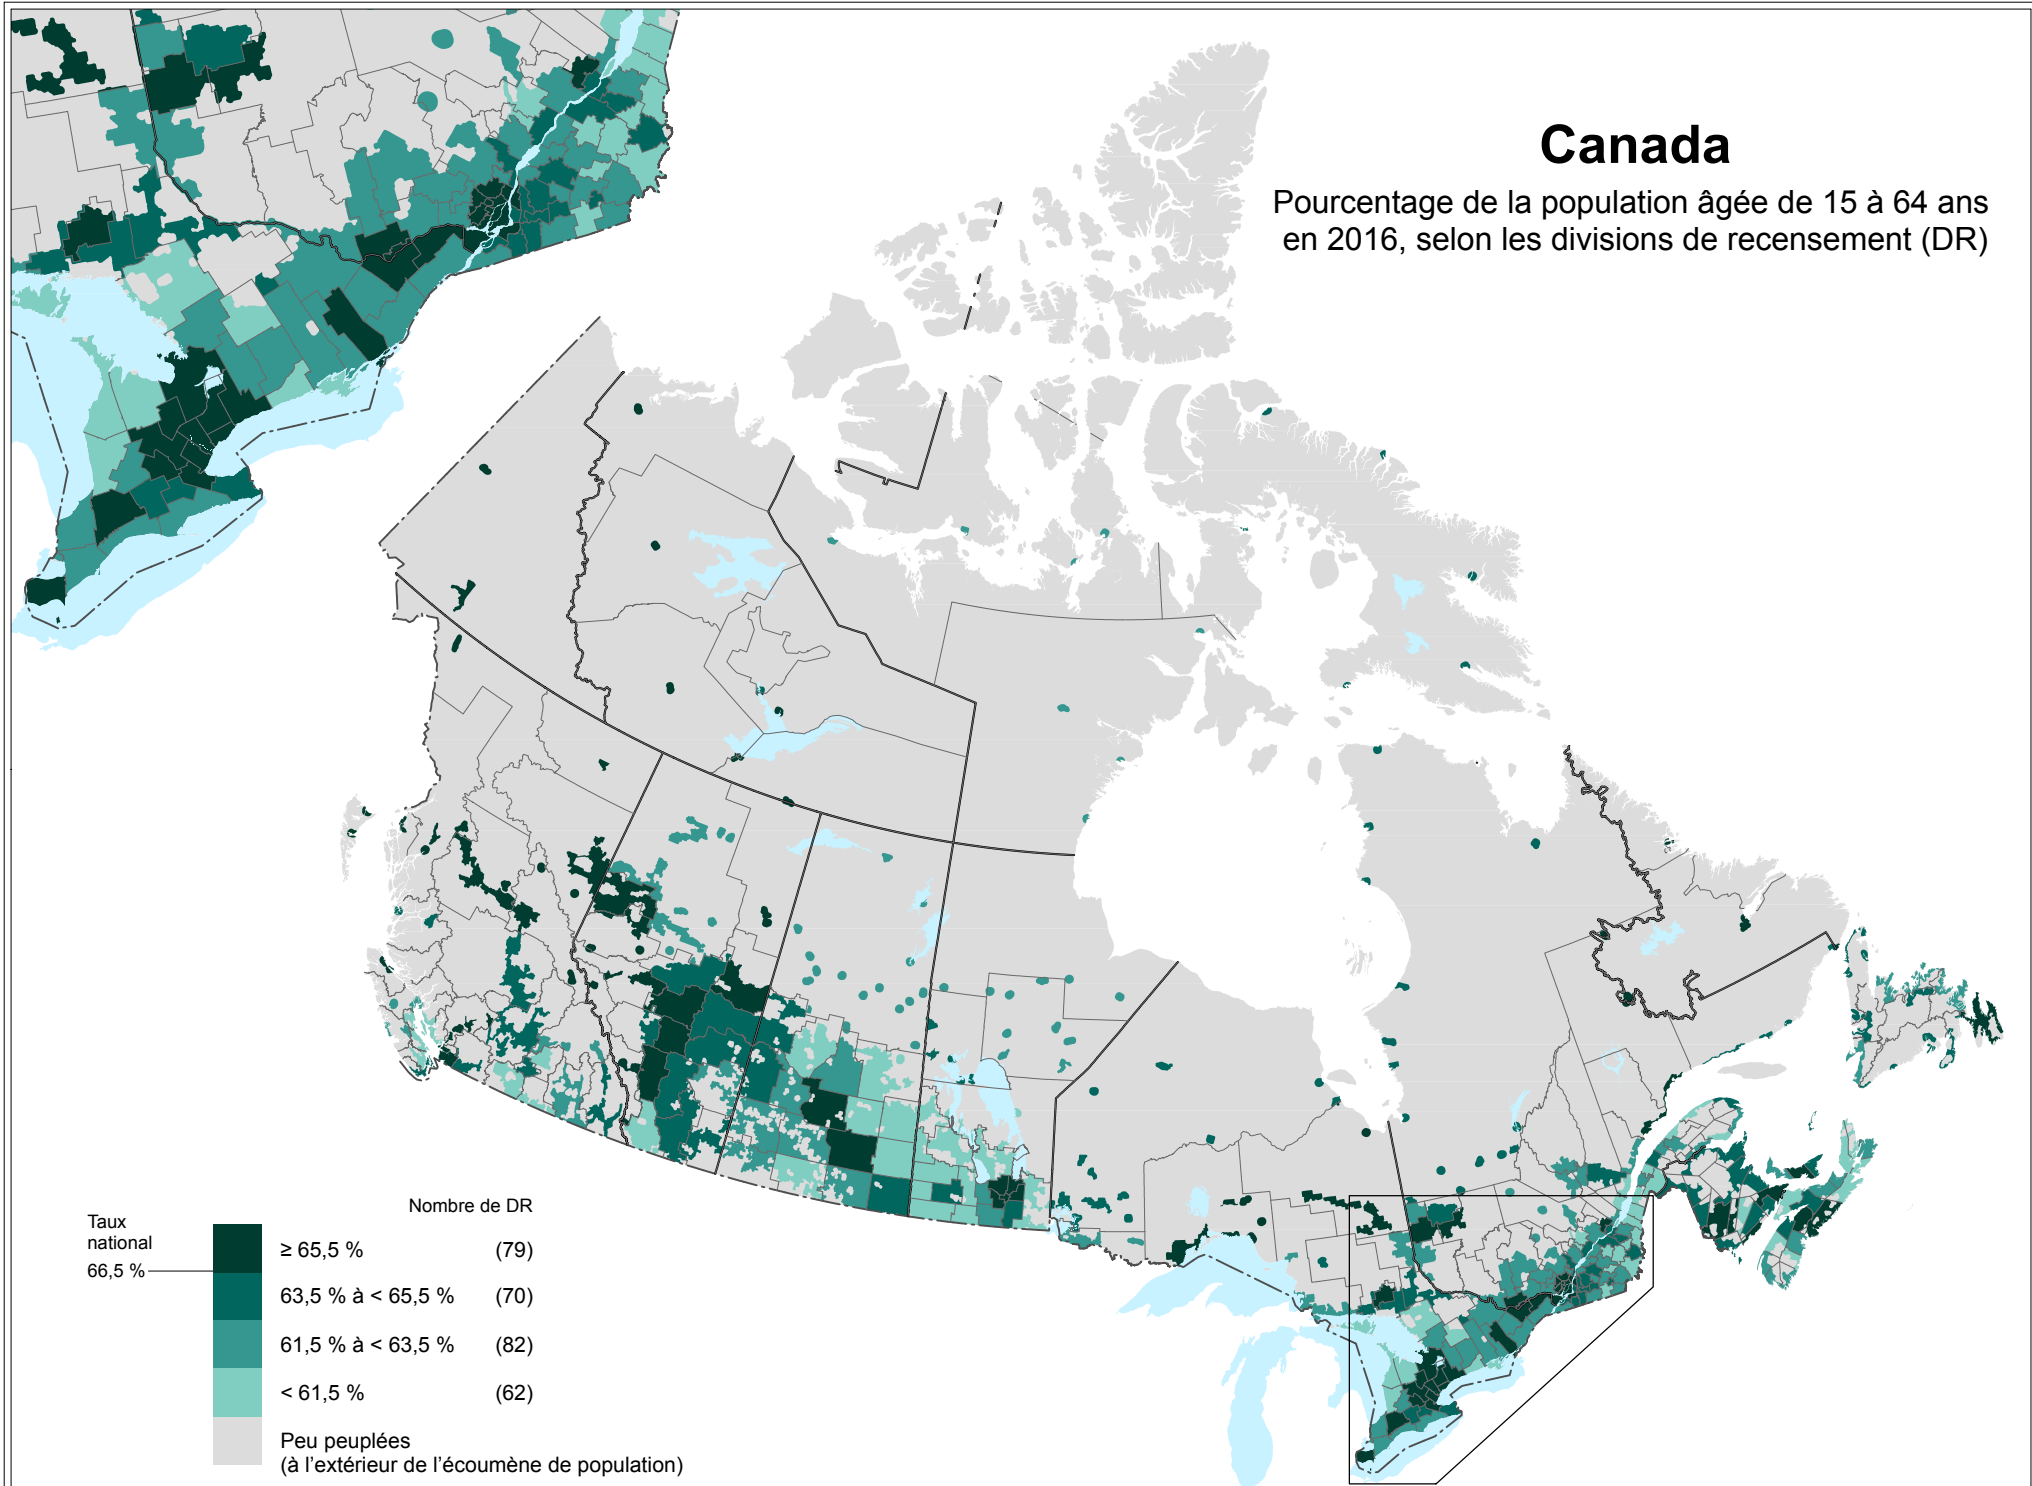 Canada
Pourcentage de la population âgée de 15 à 64 ans
en 2016, selon les divisions de recensement (DR)
Nombre de DR
Taux
national
66,5 %
≥ 65,5 % (79)
63,5 % à < 65,5 % (70)
61,5 % à < 63,5 % (82)
< 61,5 % (62)
Peu peuplées
(à l'extérieur de l'écoumène de population)